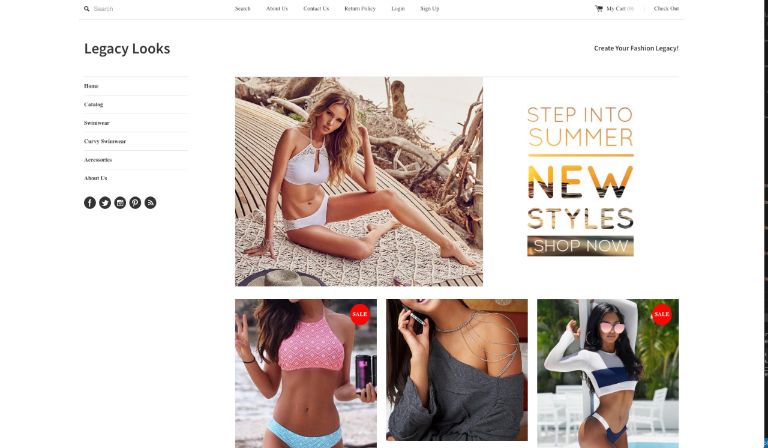 Search
Search
About Us
Contact Us
Return Policy
Login
Sign Up
My Cart (0)
Check Out
Legacy Looks
Create Your Fashion Legacy!
Home
Catalog
Swimwear
Curvy Swimwear
Accessories
About Us
STEP INTO
SUMMER
NEW
STYLES
SHOP NOW
SALE
SALE